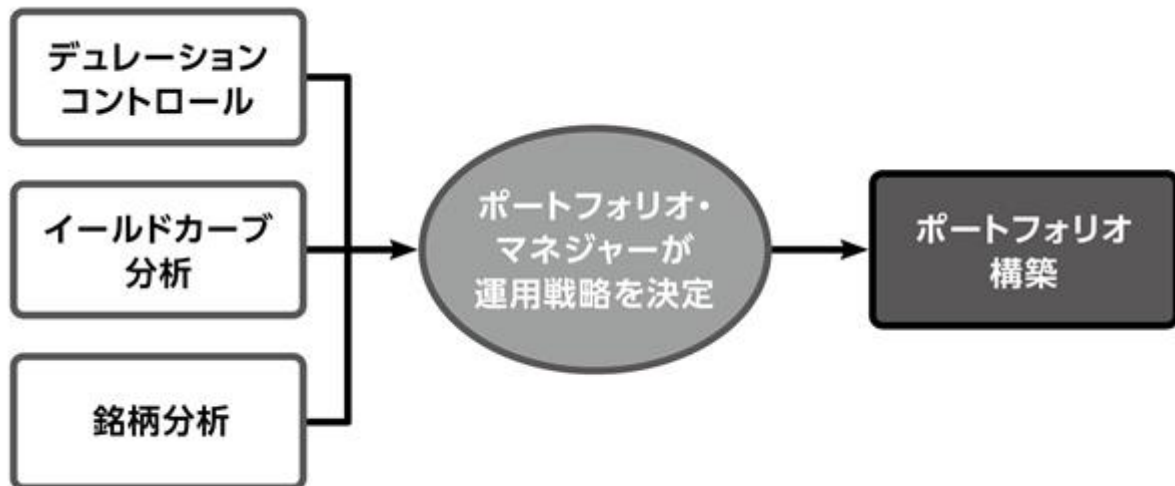 デュレーション
コントロール
イールドカーブ
分析
銘柄分析
ポートフォリオ・
マネジャーが
運用戦略を決定
ポートフォリオ
構築